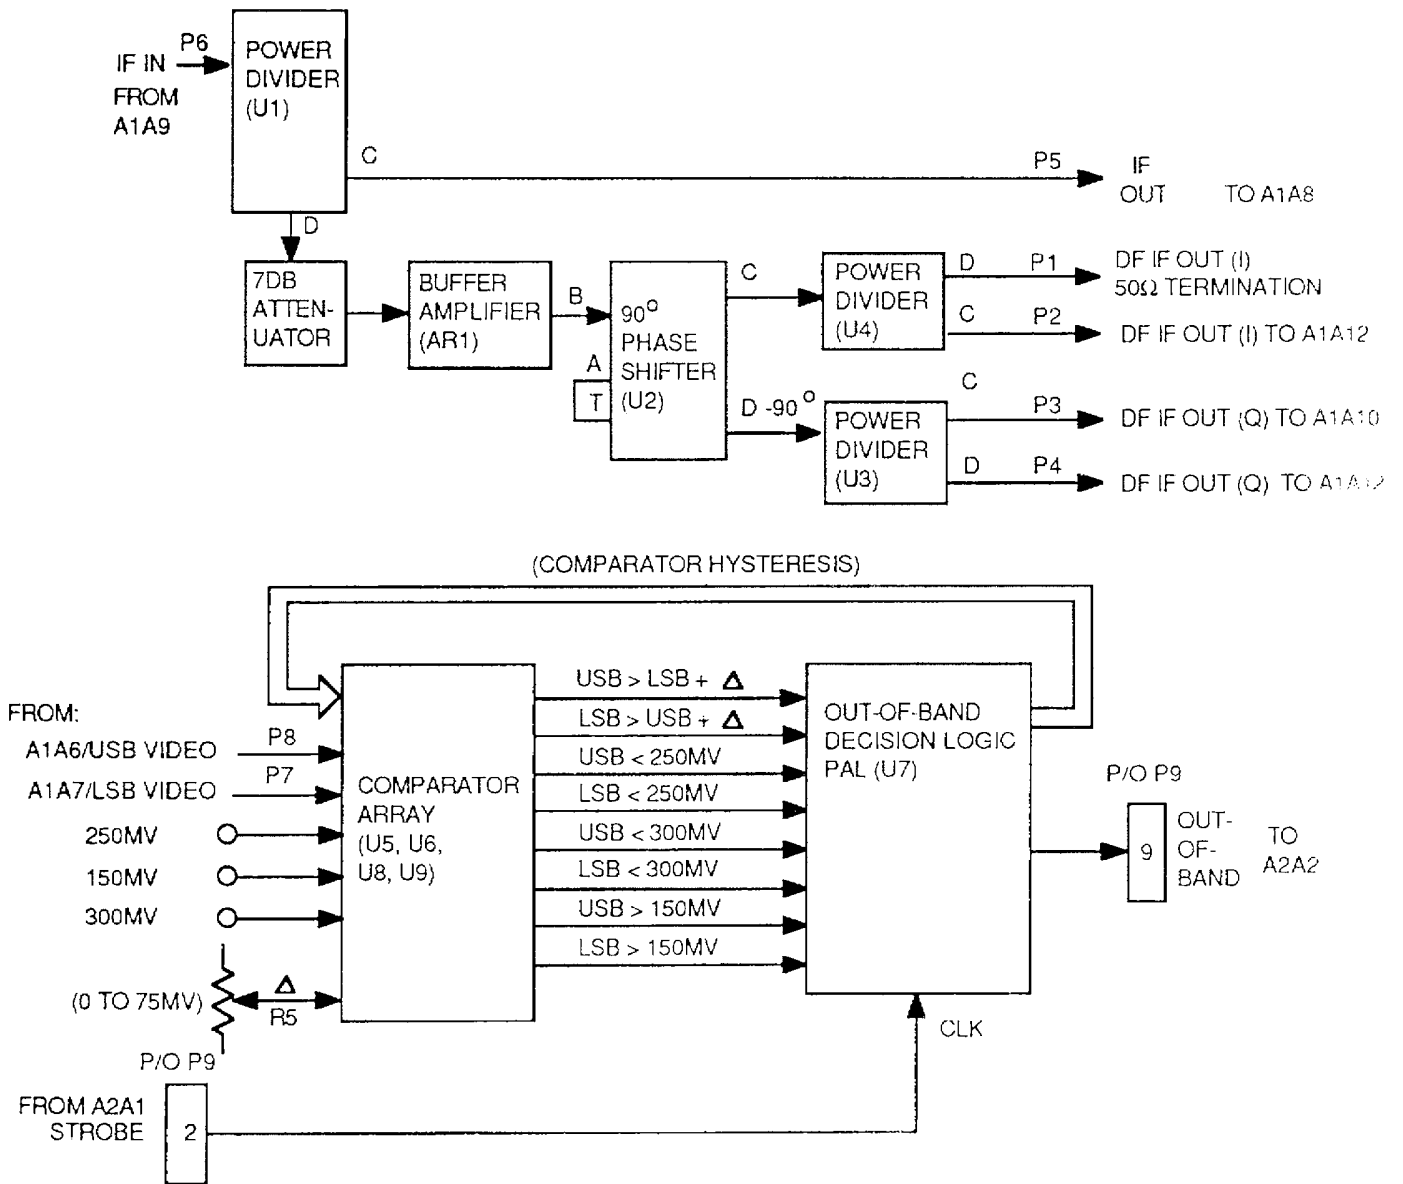 P6
IF IN
FROM
A1A9
POWER
DIVIDER
(U1)
C
P5
IF
OUT TO A1A8
D
7DB
ATTEN-
UATOR
BUFFER
AMPLIFIER
(AR1)
B
90°
PHASE
SHIFTER
(U2)
A
T
C
POWER
DIVIDER
(U4)
D P1
DF IF OUT (I)
50Ω TERMINATION
C P2
DF IF OUT (I) TO A1A12
D -90°
POWER
DIVIDER
(U3)
C
P3
DF IF OUT (Q) TO A1A10
D P4
DF IF OUT (Q) TO A1A12
(COMPARATOR HYSTERESIS)
FROM:
A1A6/USB VIDEO
P8
A1A7/LSB VIDEO
P7
250MV
150MV
300MV
(0 TO 75MV)
Δ
R5
COMPARATOR
ARRAY
(U5, U6,
U8, U9)
USB > LSB + Δ
LSB > USB + Δ
USB < 250MV
LSB < 250MV
USB < 300MV
LSB < 300MV
USB > 150MV
LSB > 150MV
OUT-OF-BAND
DECISION LOGIC
PAL (U7)
P/O P9
9
OUT-
OF-
BAND
TO
A2A2
CLK
P/O P9
FROM A2A1
STROBE
2